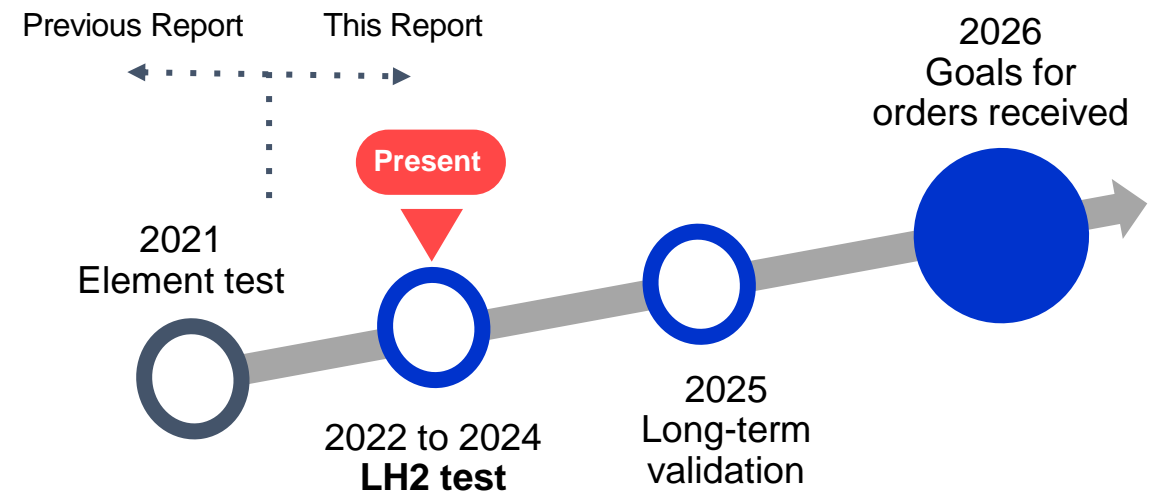 Previous Report
This Report
2026
Goals for
orders received
Present
2021
Element test
2025
Long-term
validation
2022 to 2024
LH2 test